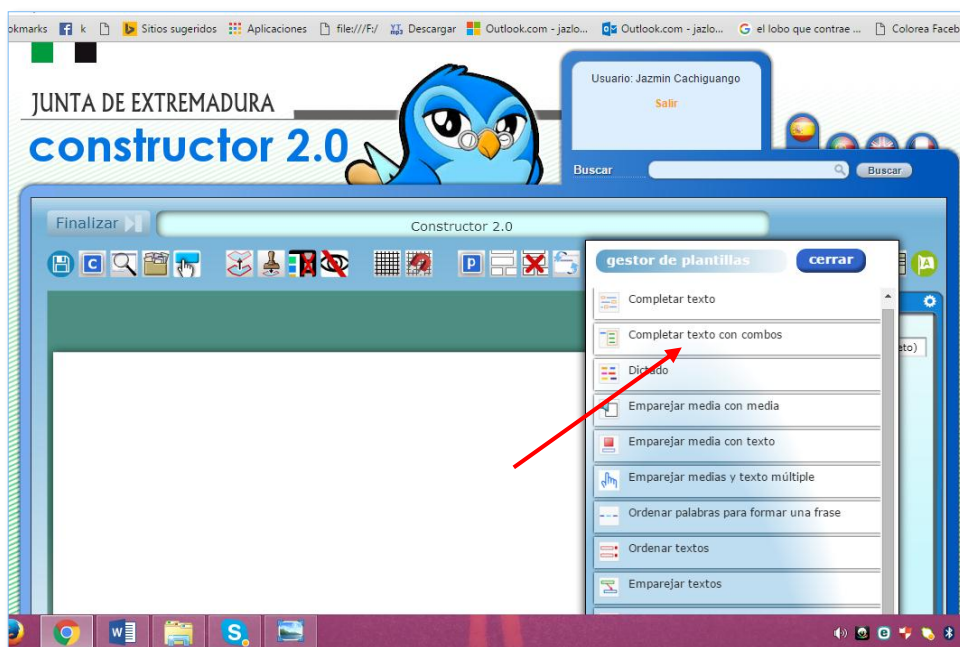 okmarks k Sitios sugeridos Aplicaciones file:///F:/ Descargar Outlook.com - jazlo... Outlook.com - jazlo... el lobo que contrae ... Colorea Faceb
JUNTA DE EXTREMADURA
constructor 2.0
Usuario: Jazmin Cachiguango
Salir
Buscar Buscar
Finalizar Constructor 2.0
gestor de plantillas cerrar
Completar texto
Completar texto con combos
eto)
Dictado
Emparejar media con media
Emparejar media con texto
Emparejar medias y texto múltiple
Ordenar palabras para formar una frase
Ordenar textos
Emparejar textos